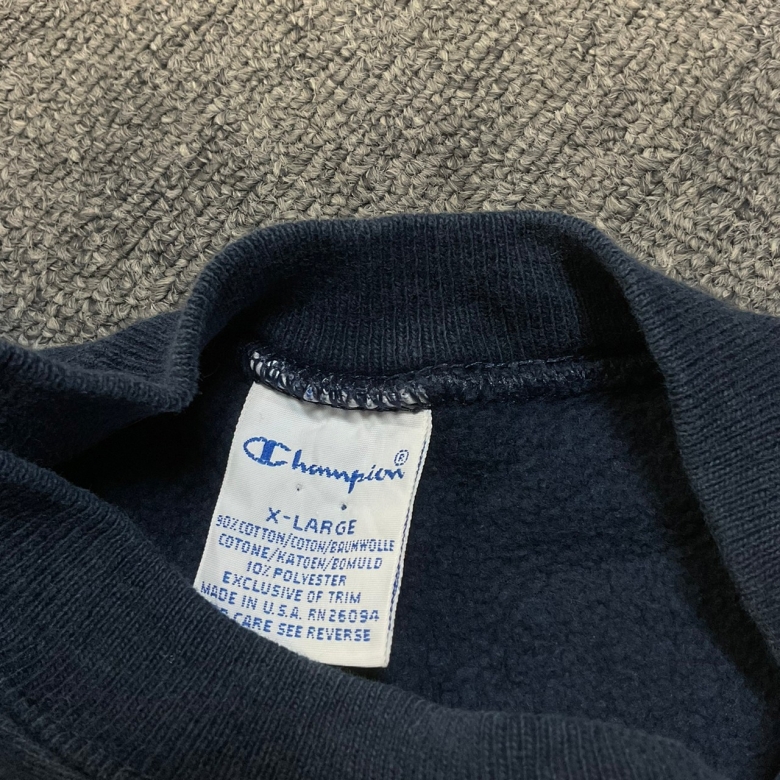 Champion®
X-LARGE
90% COTTON/COTON/BAUMWOLLE
COTONE/KATOEN/BOMULD
10% POLYESTER
EXCLUSIVE OF TRIM
MADE IN U.S.A. RN26094
CARE SEE REVERSE